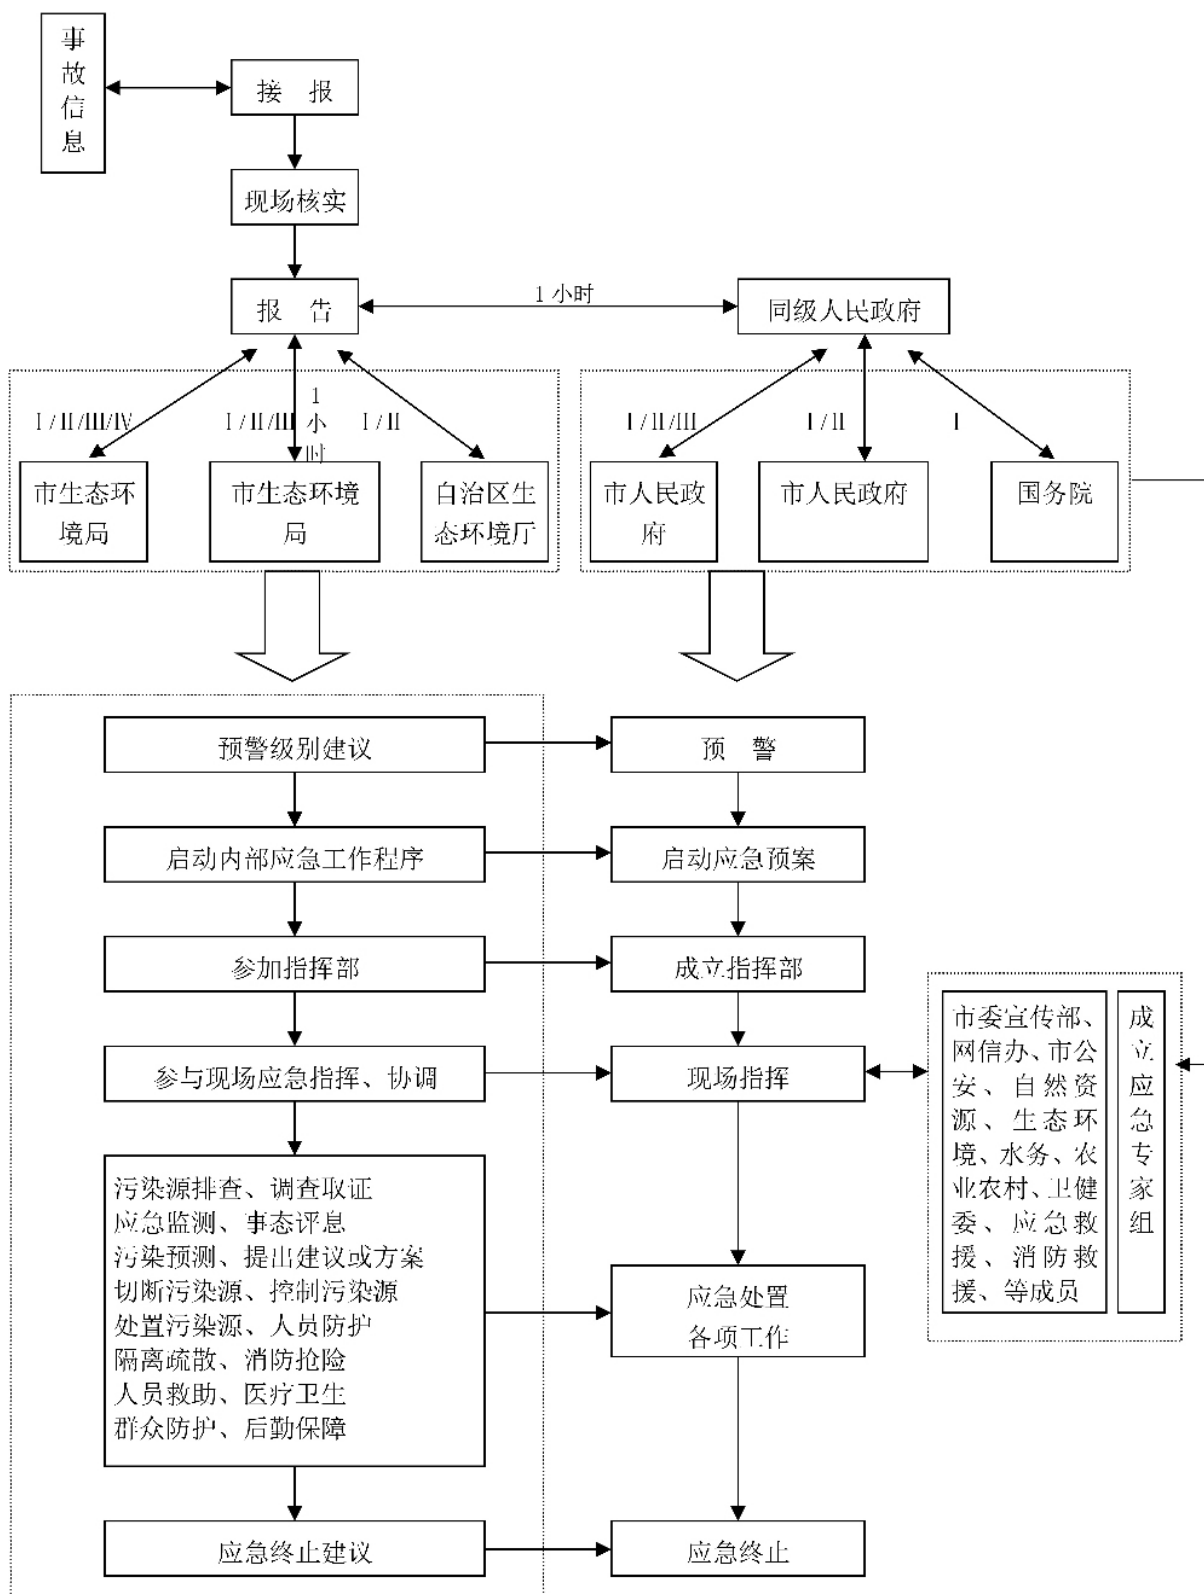 事故信息
接 报
现场核实
报 告
1 小时
同级人民政府
I / II /III/IV
I / II /III
1小时
I / II
I / II /III
I / II
I
市生态环
境局
市生态环境
局
自治区生
态环境厅
市人民政
府
市人民政府
国务院
预警级别建议
预 警
启动内部应急工作程序
启动应急预案
参加指挥部
成立指挥部
参与现场应急指挥、协调
现场指挥
市委宣传部、
网信办、市公
安、自然资
源、生态环
境、水务、农
业农村、卫健
委、应急救
援、消防救
援、等成员
成立应急专家组
污染源排查、调查取证
应急监测、事态评息
污染预测、提出建议或方案
切断污染源、控制污染源
处置污染源、人员防护
隔离疏散、消防抢险
人员救助、医疗卫生
群众防护、后勤保障
应急处置
各项工作
应急终止建议
应急终止